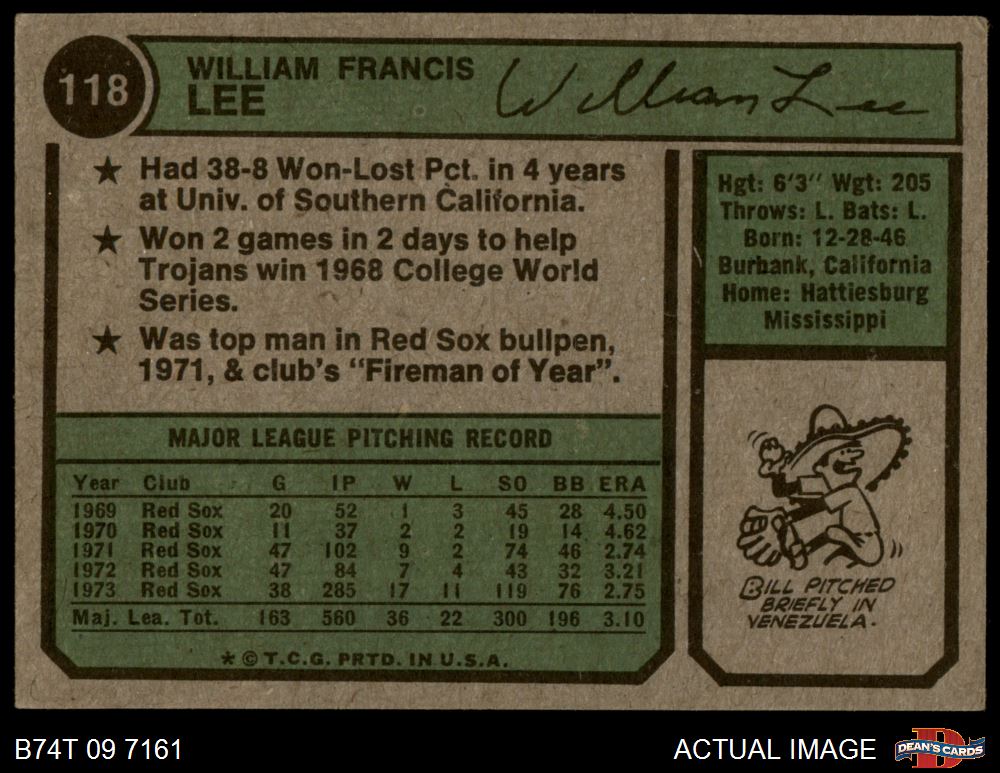 118
WILLIAM FRANCIS
LEE
William Lee
★ Had 38-8 Won-Lost Pct. in 4 years
at Univ. of Southern California.
★ Won 2 games in 2 days to help
Trojans win 1968 College World
Series.
★ Was top man in Red Sox bullpen,
1971, & club's "Fireman of Year".
Hgt: 6'3" Wgt: 205
Throws: L. Bats: L.
Born: 12-28-46
Burbank, California
Home: Hattiesburg
Mississippi
MAJOR LEAGUE PITCHING RECORD
Year Club G IP W L SO BB ERA
1969 Red Sox 20 52 1 3 45 28 4.50
1970 Red Sox 11 37 2 2 19 14 4.62
1971 Red Sox 47 102 9 2 74 46 2.74
1972 Red Sox 47 84 7 4 43 32 3.21
1973 Red Sox 38 285 17 11 119 76 2.75
Maj. Lea. Tot. 163 560 36 22 300 196 3.10
★ © T.C.G. PRTD. IN U.S.A.
BILL PITCHED
BRIEFLY IN
VENEZUELA.
B74T 09 7161
ACTUAL IMAGE
D
DEAN'S CARDS